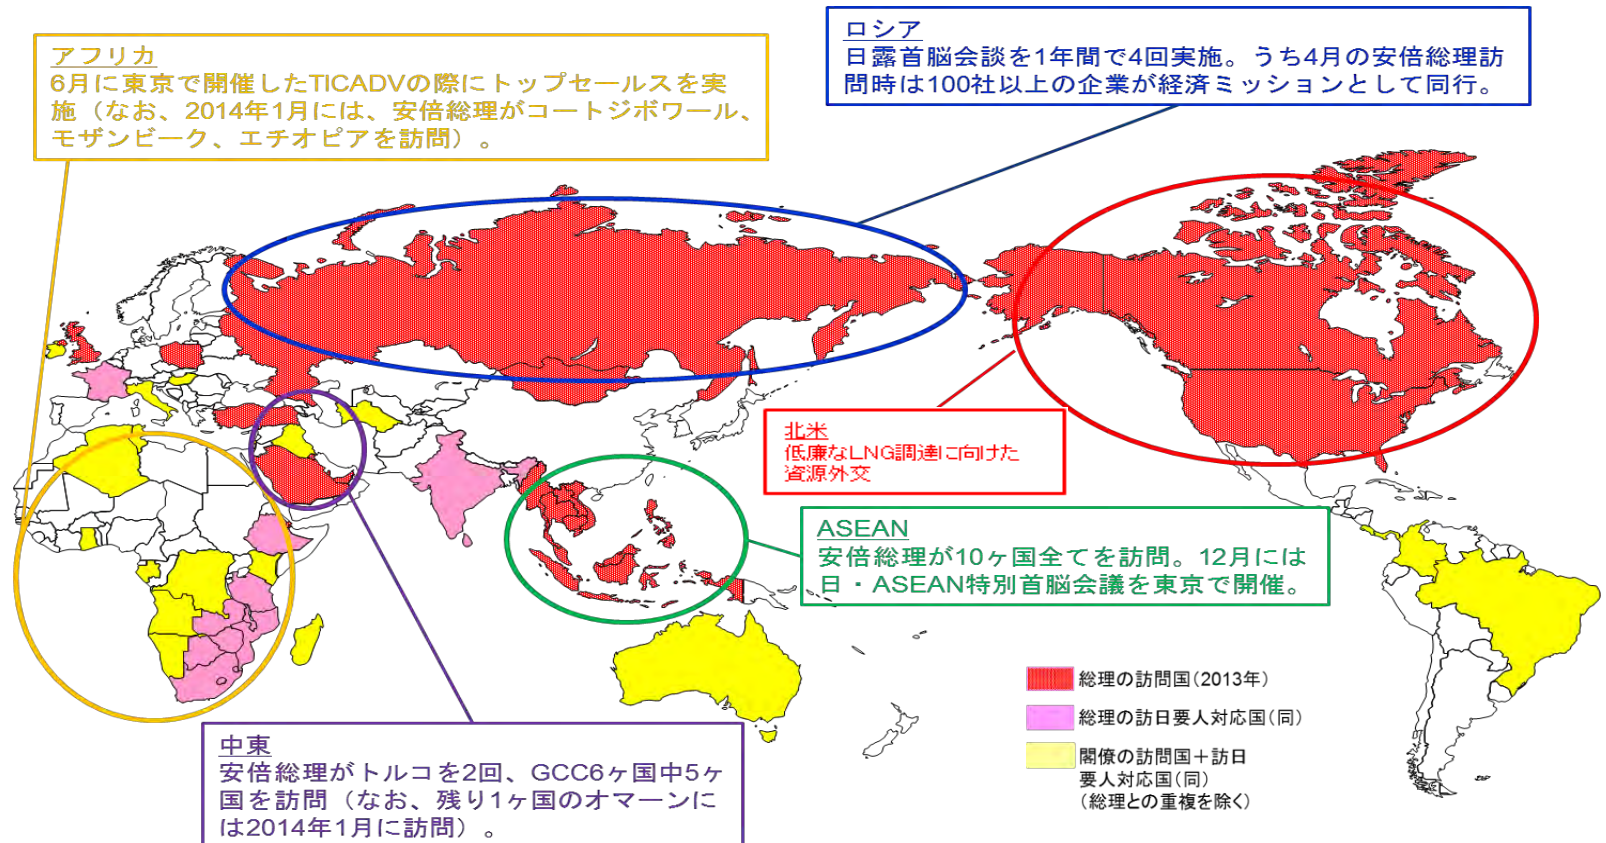 アフリカ
6月に東京で開催したTICADVの際にトップセールスを実
施（なお、2014年1月には、安倍総理がコートジボワール、
モザンビーク、エチオピアを訪問）。
ロシア
日露首脳会談を1年間で4回実施。うち4月の安倍総理訪
問時は100社以上の企業が経済ミッションとして同行。
北米
低廉なLNG調達に向けた
資源外交
ASEAN
安倍総理が10ヶ国全てを訪問。12月には
日・ASEAN特別首脳会議を東京で開催。
中東
安倍総理がトルコを2回、GCC6ヶ国中5ヶ
国を訪問（なお、残り1ヶ国のオマーンに
は2014年1月に訪問）。
総理の訪問国（2013年）
総理の訪日要人対応国（同）
閣僚の訪問国＋訪日
要人対応国（同）
（総理との重複を除く）